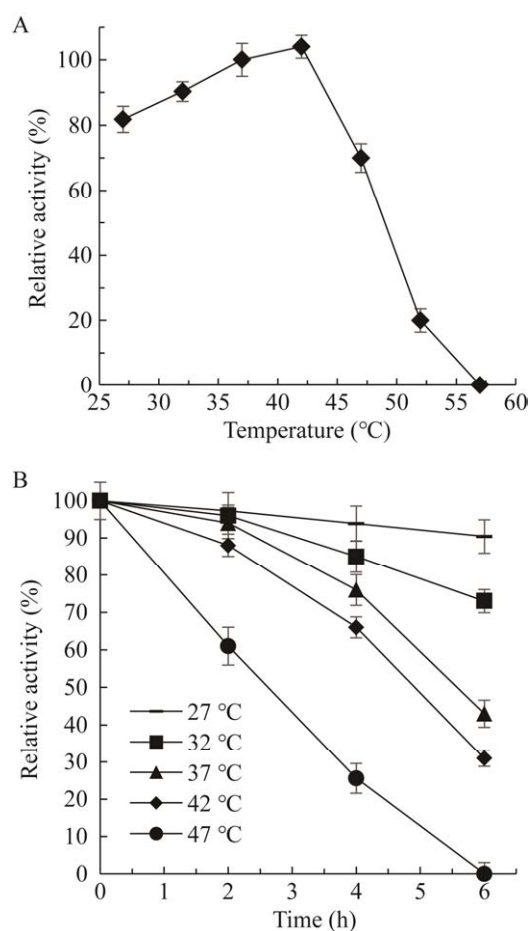 A
Relative activity (%)
100
80
60
40
20
0
25 30 35 40 45 50 55 60
Temperature (℃)
B
Relative activity (%)
100
90
80
70
60
50
40
30
20
10
0
27 ℃
32 ℃
37 ℃
42 ℃
47 ℃
0 1 2 3 4 5 6
Time (h)